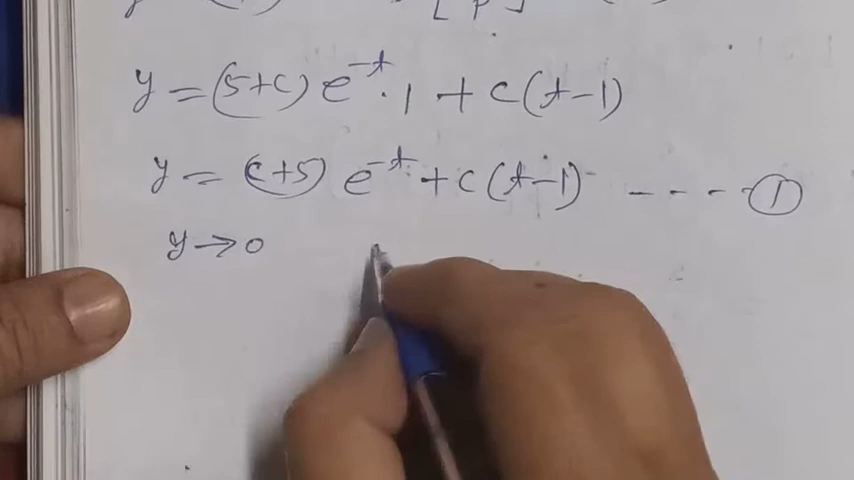 y = (5+c) e^{-t} . 1 + c(t-1)
y = (c+5) e^{-t} + c(t-1) ---- ①
y → 0